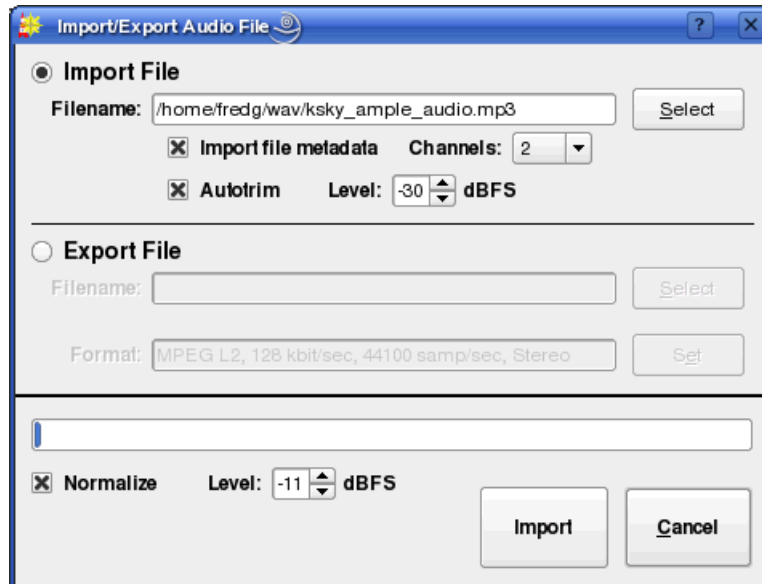 Import/Export Audio File
?
X
Import File
Filename: /home/fredg/wav/ksky_ample_audio.mp3 Select
Import file metadata Channels: 2
Autotrim Level: -30 dBFS
Export File
Filename: Select
Format: MPEG L2, 128 kbit/sec, 44100 samp/sec, Stereo Set
Normalize Level: -11 dBFS
Import Cancel